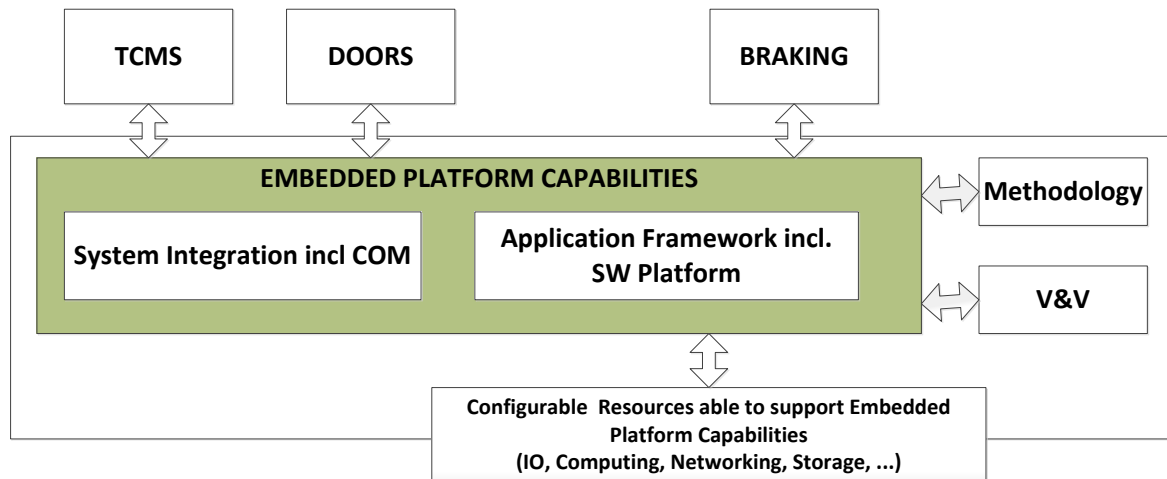 TCMS
DOORS
BRAKING
EMBEDDED PLATFORM CAPABILITIES
System Integration incl COM
Application Framework incl.
SW Platform
Methodology
V&V
Configurable Resources able to support Embedded
Platform Capabilities
(IO, Computing, Networking, Storage, ...)